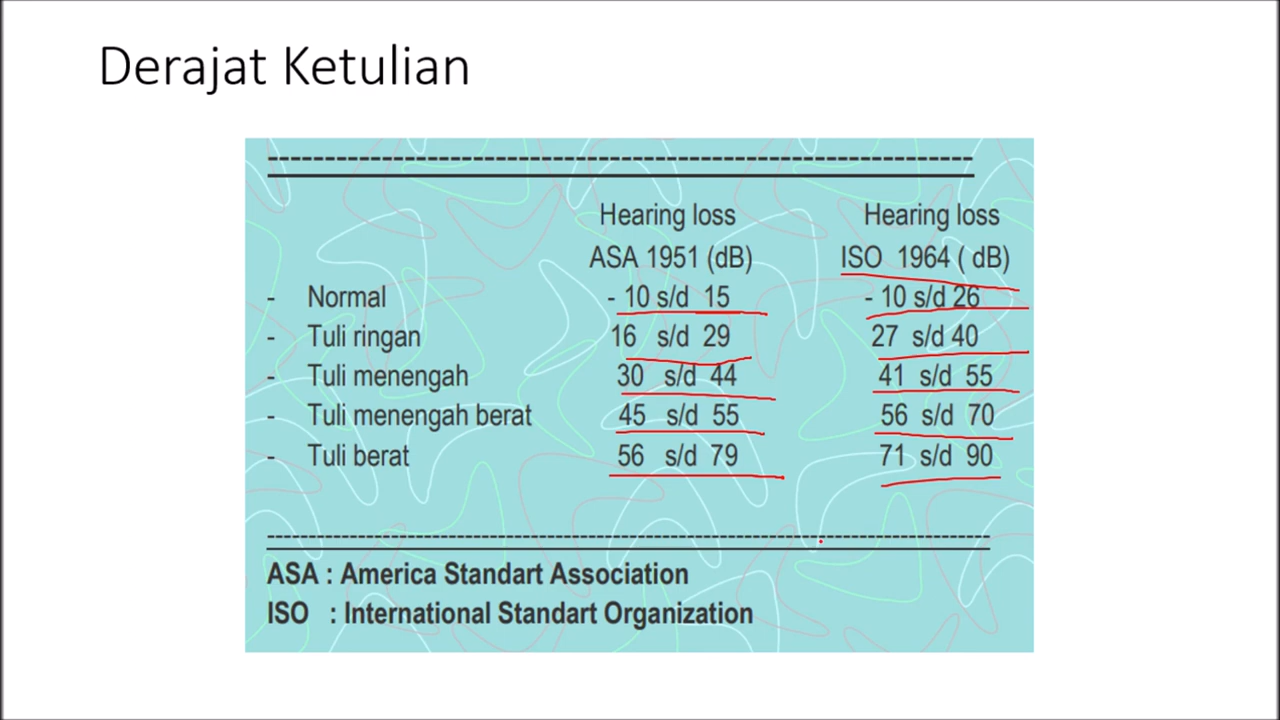 Derajat Ketulian
Hearing loss Hearing loss
ASA 1951 (dB) ISO 1964 ( dB)
- Normal - 10 s/d 15 - 10 s/d 26
- Tuli ringan 16 s/d 29 27 s/d 40
- Tuli menengah 30 s/d 44 41 s/d 55
- Tuli menengah berat 45 s/d 55 56 s/d 70
- Tuli berat 56 s/d 79 71 s/d 90
ASA : America Standart Association
ISO : International Standart Organization